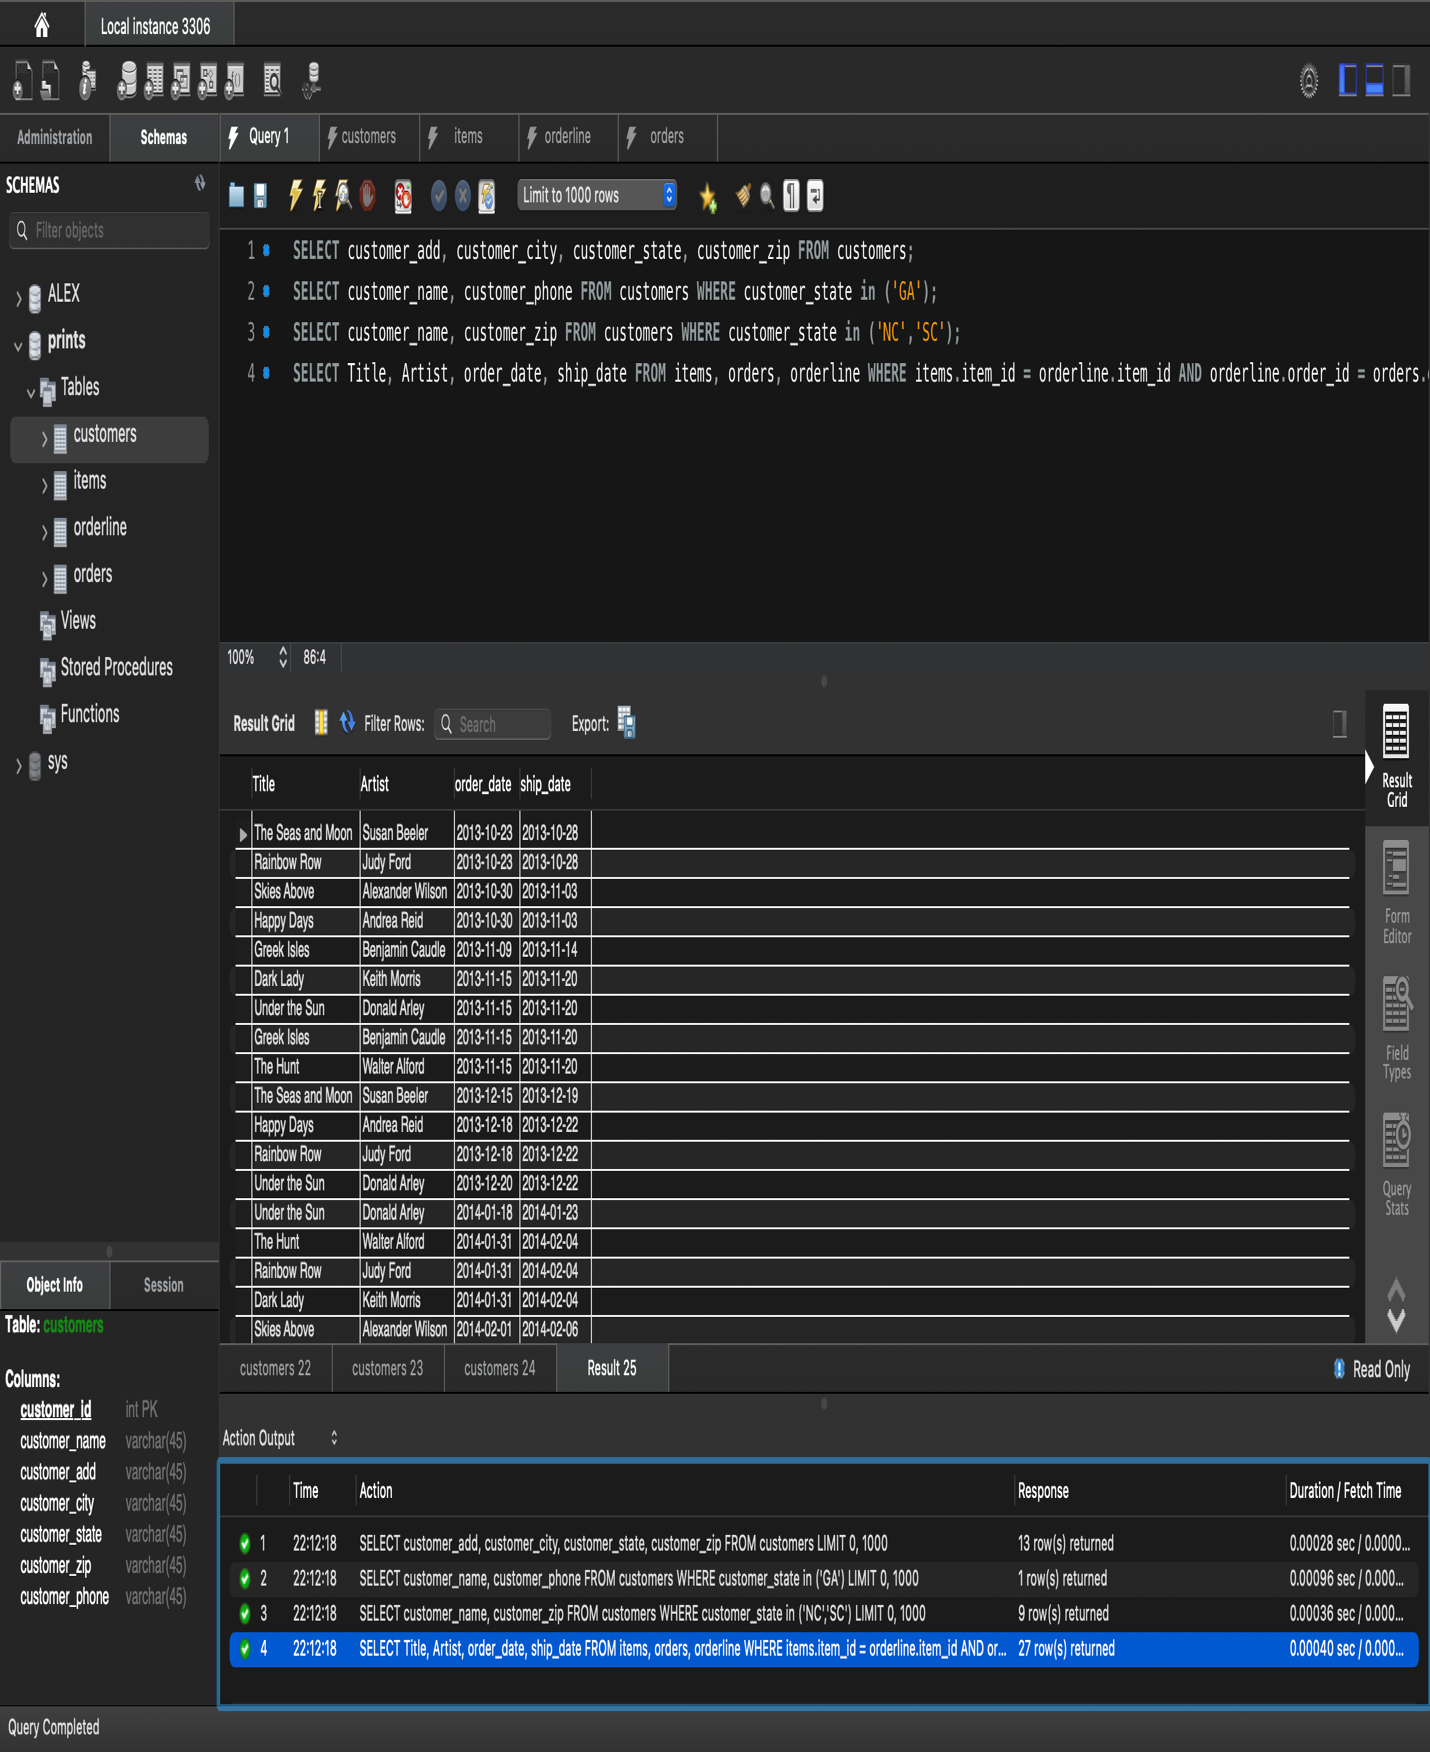 Local instance 3306
Administration Schemas Query 1 customers items orderline orders
SCHEMAS
Filter objects
ALEX
prints
Tables
customers
items
orderline
orders
Views
Stored Procedures
Functions
sys
Limit to 1000 rows
1 SELECT customer_add, customer_city, customer_state, customer_zip FROM customers;
2 SELECT customer_name, customer_phone FROM customers WHERE customer_state in ('GA');
3 SELECT customer_name, customer_zip FROM customers WHERE customer_state in ('NC','SC');
4 SELECT Title, Artist, order_date, ship_date FROM items, orders, orderline WHERE items.item_id = orderline.item_id AND orderline.order_id = orders.
100% 86:4
Result Grid Filter Rows: Search Export:
Title Artist order_date ship_date
The Seas and Moon Susan Beeler 2013-10-23 2013-10-28
Rainbow Row Judy Ford 2013-10-23 2013-10-28
Skies Above Alexander Wilson 2013-10-30 2013-11-03
Happy Days Andrea Reid 2013-10-30 2013-11-03
Greek Isles Benjamin Caudle 2013-11-09 2013-11-14
Dark Lady Keith Morris 2013-11-15 2013-11-20
Under the Sun Donald Arley 2013-11-15 2013-11-20
Greek Isles Benjamin Caudle 2013-11-15 2013-11-20
The Hunt Walter Alford 2013-11-15 2013-11-20
The Seas and Moon Susan Beeler 2013-12-15 2013-12-19
Happy Days Andrea Reid 2013-12-18 2013-12-22
Rainbow Row Judy Ford 2013-12-18 2013-12-22
Under the Sun Donald Arley 2013-12-20 2013-12-22
Under the Sun Donald Arley 2014-01-18 2014-01-23
The Hunt Walter Alford 2014-01-31 2014-02-04
Rainbow Row Judy Ford 2014-01-31 2014-02-04
Dark Lady Keith Morris 2014-01-31 2014-02-04
Skies Above Alexander Wilson 2014-02-01 2014-02-06
Result
Grid
Form
Editor
Field
Types
Query
Stats
customers 22 customers 23 customers 24 Result 25 Read Only
Object Info Session
Table: customers
Columns:
customer_id int PK
customer_name varchar(45)
customer_add varchar(45)
customer_city varchar(45)
customer_state varchar(45)
customer_zip varchar(45)
customer_phone varchar(45)
Action Output
Time Action Response Duration / Fetch Time
1 22:12:18 SELECT customer_add, customer_city, customer_state, customer_zip FROM customers LIMIT 0, 1000 13 row(s) returned 0.00028 sec / 0.0000...
2 22:12:18 SELECT customer_name, customer_phone FROM customers WHERE customer_state in ('GA') LIMIT 0, 1000 1 row(s) returned 0.00096 sec / 0.000...
3 22:12:18 SELECT customer_name, customer_zip FROM customers WHERE customer_state in ('NC','SC') LIMIT 0, 1000 9 row(s) returned 0.00036 sec / 0.000...
4 22:12:18 SELECT Title, Artist, order_date, ship_date FROM items, orders, orderline WHERE items.item_id = orderline.item_id AND or... 27 row(s) returned 0.00040 sec / 0.000...
Query Completed